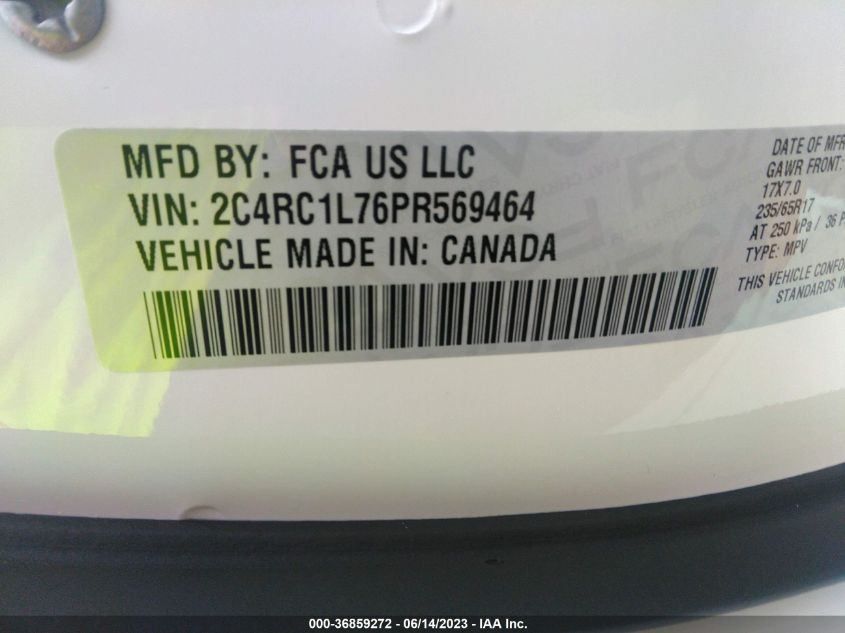 MFD BY: FCA US LLC
VIN: 2C4RC1L76PR569464
VEHICLE MADE IN: CANADA
DATE OF MFR
GAWR FRONT:
17X7.0
235/65R17
AT 250 kPa / 36 P
TYPE: MPV
THIS VEHICLE CONFO
STANDARDS IN
000-36859272 - 06/14/2023 - IAA Inc.